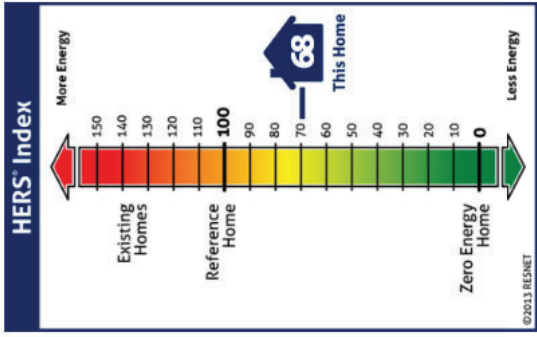 HERS® Index
More Energy
Existing
Homes
150
140
130
120
110
Reference
Home
100
90
80
70
68
This Home
60
50
40
30
20
10
Zero Energy
Home
0
Less Energy
©2013 RESNET